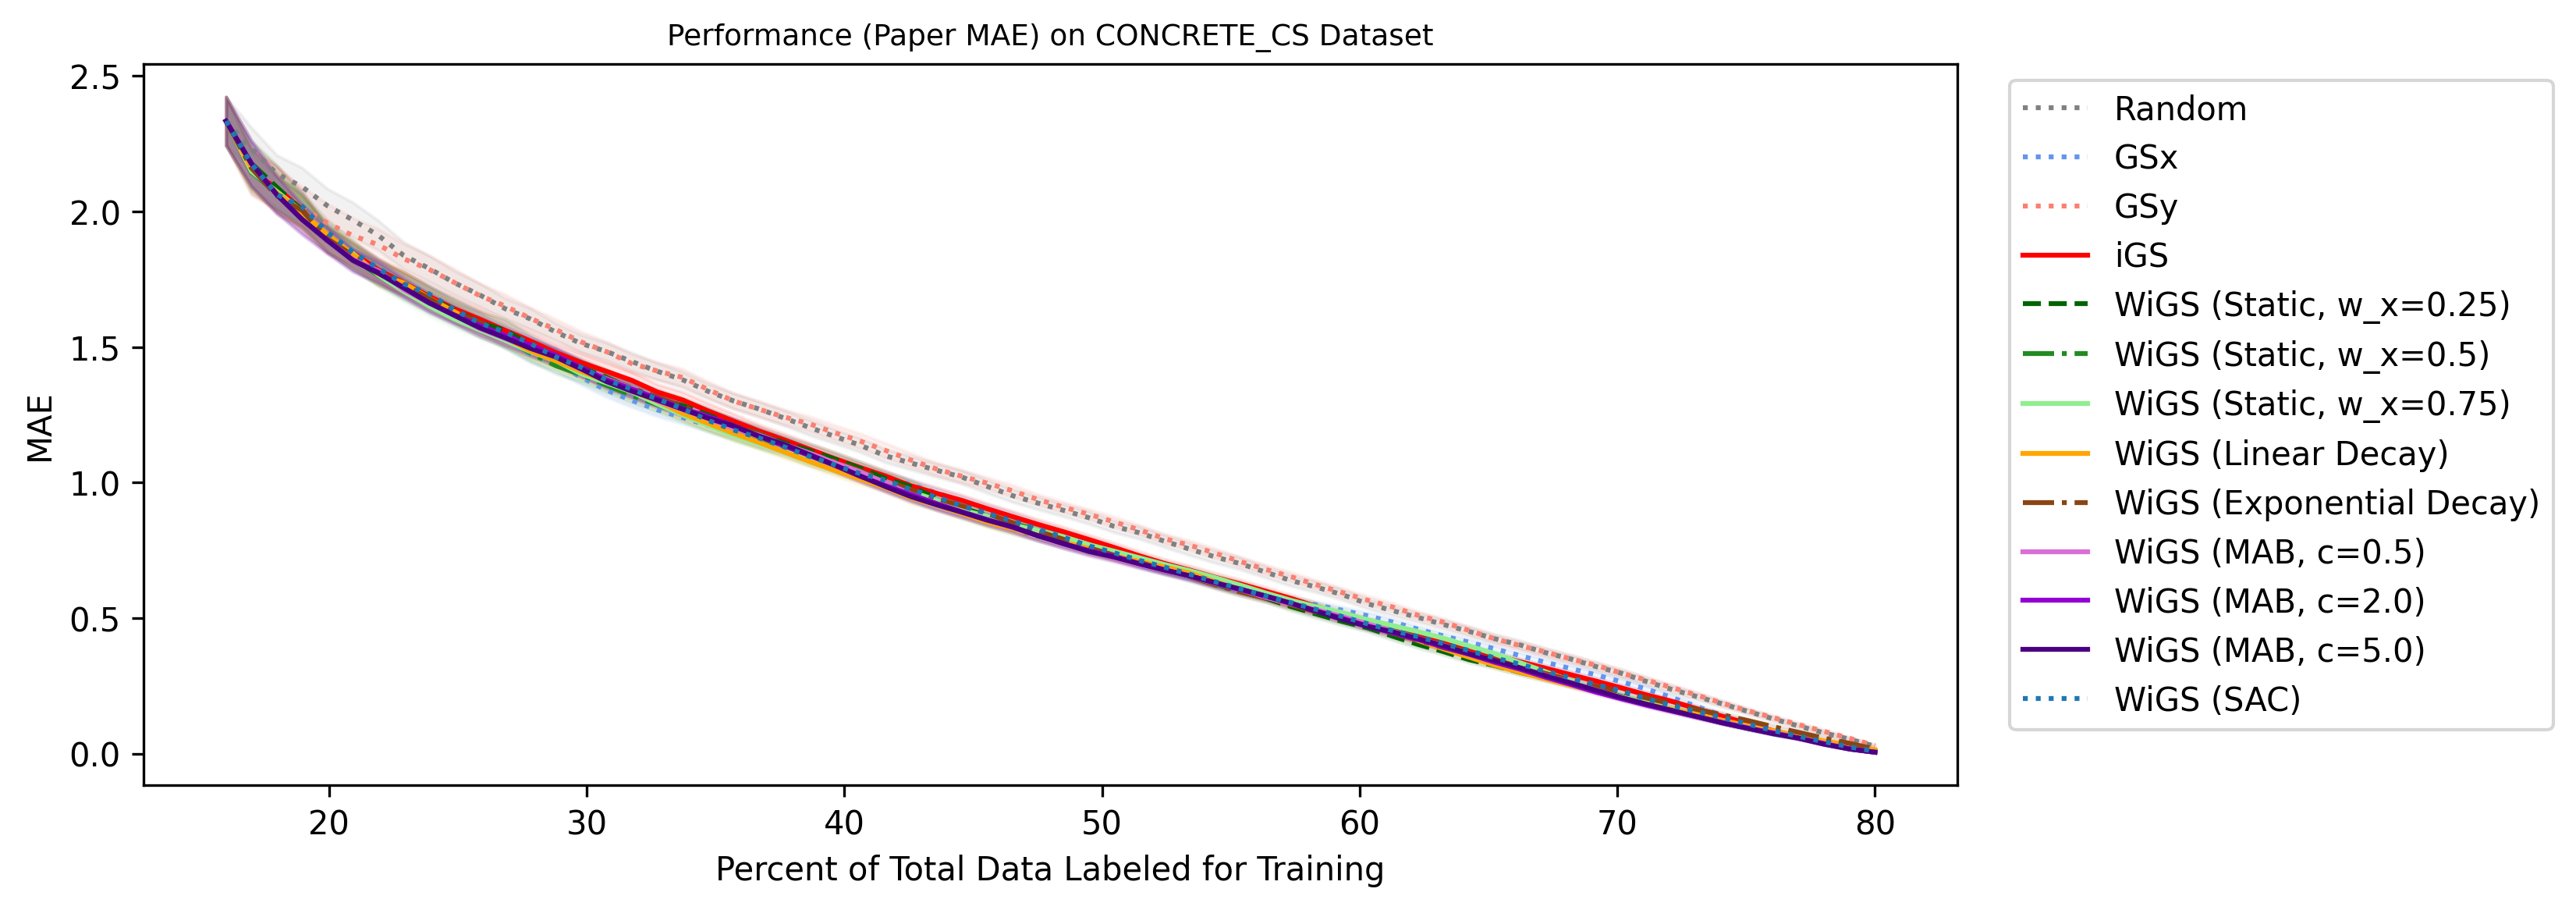 Performance (Paper MAE) on CONCRETE_CS Dataset
2.5
2.0
1.5
1.0
0.5
0.0
MAE
20 30 40 50 60 70 80
Percent of Total Data Labeled for Training
Random
GSx
GSy
iGS
WiGS (Static, w_x=0.25)
WiGS (Static, w_x=0.5)
WiGS (Static, w_x=0.75)
WiGS (Linear Decay)
WiGS (Exponential Decay)
WiGS (MAB, c=0.5)
WiGS (MAB, c=2.0)
WiGS (MAB, c=5.0)
WiGS (SAC)